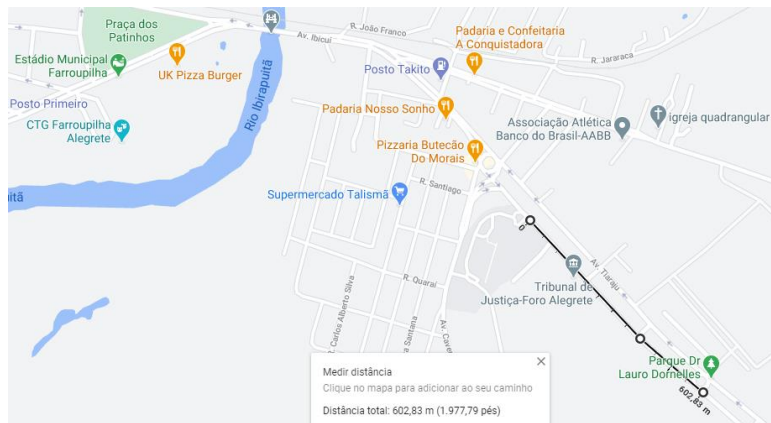 Praça dos
Patinhos
R. João Franco
Av. Ibicuí
Padaria e Confeitaria
A Conquistadora
R. Jararaca
Estádio Municipal
Farroupilha
UK Pizza Burger
Posto Takito
Posto Primeiro
Padaria Nosso Sonho
Rio Ibirapuitã
CTG Farroupilha
Alegrete
Associação Atlética
Banco do Brasil-AABB
igreja quadrangular
Pizzaria Butecão
Do Morais
uitã
Supermercado Talismã
R. Santiago
0
Av. Tiaraju
R. Quaraí
Tribunal de
Justiça-Foro Alegrete
R. Carlos Alberto Silva
a Santana
Av. Caver
Parque Dr
Lauro Dornelles
602,83 m
Medir distância
Clique no mapa para adicionar ao seu caminho
Distância total: 602,83 m (1.977,79 pés)